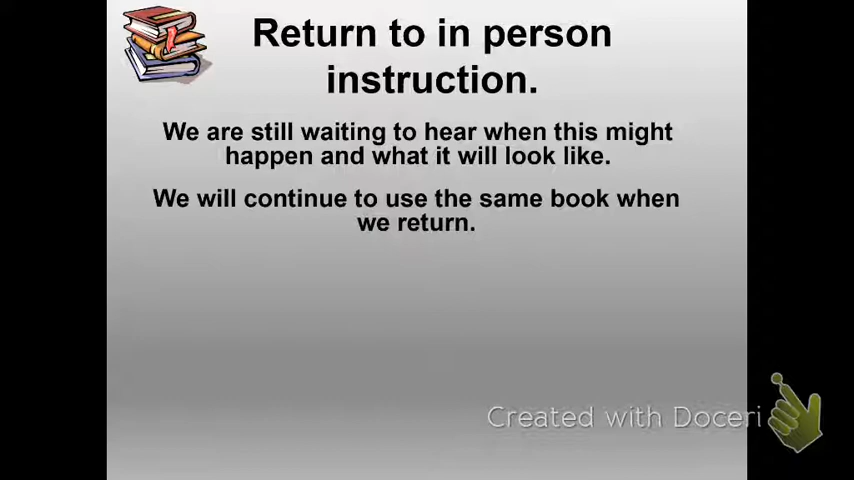 Return to in person
instruction.
We are still waiting to hear when this might
happen and what it will look like.
We will continue to use the same book when
we return.
Created with Doceri